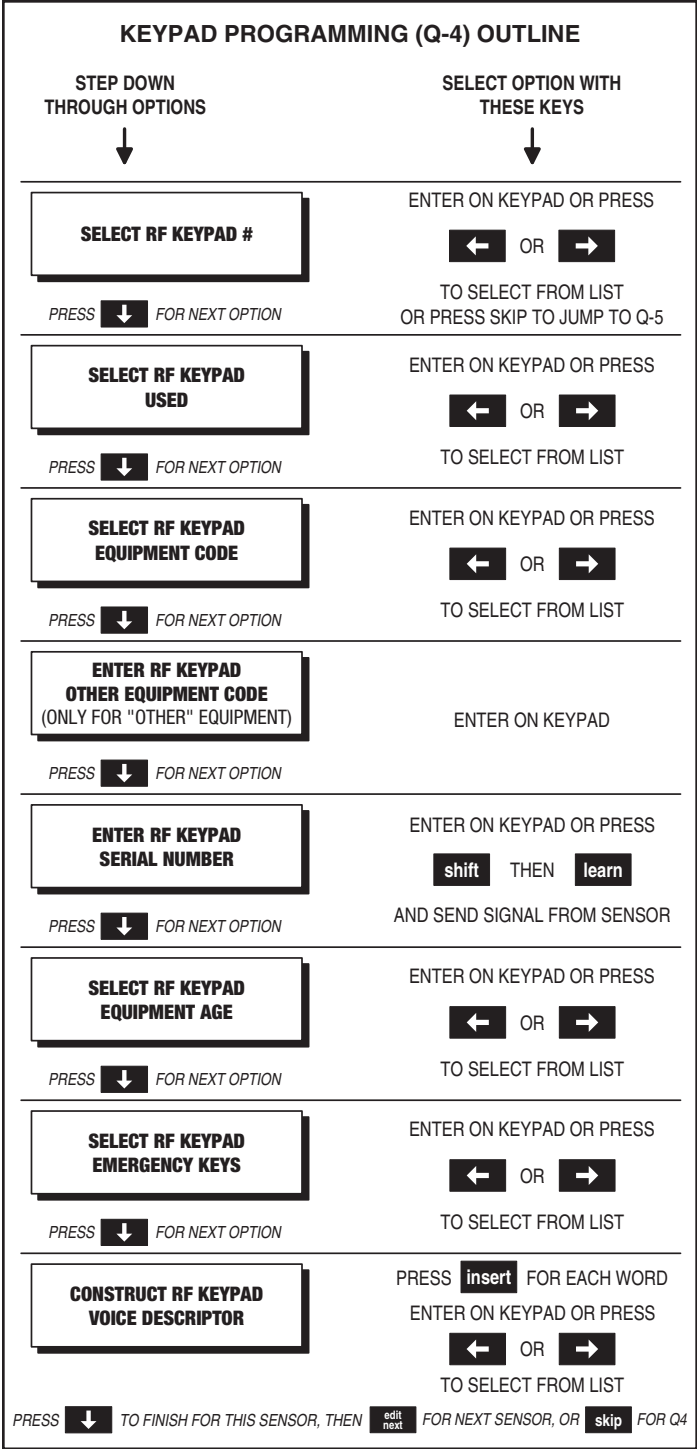 KEYPAD PROGRAMMING (Q-4) OUTLINE
STEP DOWN
THROUGH OPTIONS
SELECT OPTION WITH
THESE KEYS
SELECT RF KEYPAD #
PRESS ↓ FOR NEXT OPTION
ENTER ON KEYPAD OR PRESS
← OR →
TO SELECT FROM LIST
OR PRESS SKIP TO JUMP TO Q-5
SELECT RF KEYPAD
USED
PRESS ↓ FOR NEXT OPTION
ENTER ON KEYPAD OR PRESS
← OR →
TO SELECT FROM LIST
SELECT RF KEYPAD
EQUIPMENT CODE
PRESS ↓ FOR NEXT OPTION
ENTER ON KEYPAD OR PRESS
← OR →
TO SELECT FROM LIST
ENTER RF KEYPAD
OTHER EQUIPMENT CODE
(ONLY FOR "OTHER" EQUIPMENT)
PRESS ↓ FOR NEXT OPTION
ENTER ON KEYPAD
ENTER RF KEYPAD
SERIAL NUMBER
PRESS ↓ FOR NEXT OPTION
ENTER ON KEYPAD OR PRESS
shift THEN learn
AND SEND SIGNAL FROM SENSOR
SELECT RF KEYPAD
EQUIPMENT AGE
PRESS ↓ FOR NEXT OPTION
ENTER ON KEYPAD OR PRESS
← OR →
TO SELECT FROM LIST
SELECT RF KEYPAD
EMERGENCY KEYS
PRESS ↓ FOR NEXT OPTION
ENTER ON KEYPAD OR PRESS
← OR →
TO SELECT FROM LIST
CONSTRUCT RF KEYPAD
VOICE DESCRIPTOR
PRESS insert FOR EACH WORD
ENTER ON KEYPAD OR PRESS
← OR →
TO SELECT FROM LIST
PRESS ↓ TO FINISH FOR THIS SENSOR, THEN edit next FOR NEXT SENSOR, OR skip FOR Q4